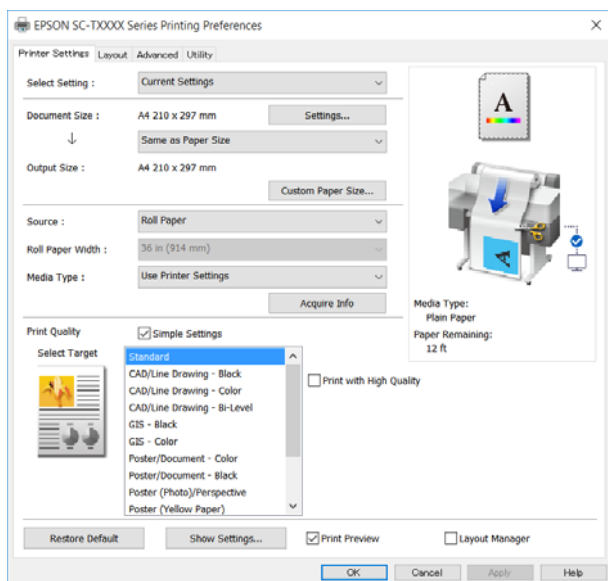 EPSON SC-TXXXX Series Printing Preferences
Printer Settings Layout Advanced Utility
Select Setting : Current Settings
Document Size : A4 210 x 297 mm Settings...
Same as Paper Size
Output Size : A4 210 x 297 mm
Custom Paper Size...
Source : Roll Paper
Roll Paper Width : 36 in (914 mm)
Media Type : Use Printer Settings
Acquire Info
A
A
Media Type:
Plain Paper
Paper Remaining:
12 ft
Print Quality Simple Settings
Select Target
Standard
CAD/Line Drawing - Black
CAD/Line Drawing - Color
CAD/Line Drawing - Bi-Level
GIS - Black
GIS - Color
Poster/Document - Color
Poster/Document - Black
Poster (Photo)/Perspective
Poster (Yellow Paper)
Print with High Quality
Restore Default Show Settings... Print Preview Layout Manager
OK Cancel Apply Help